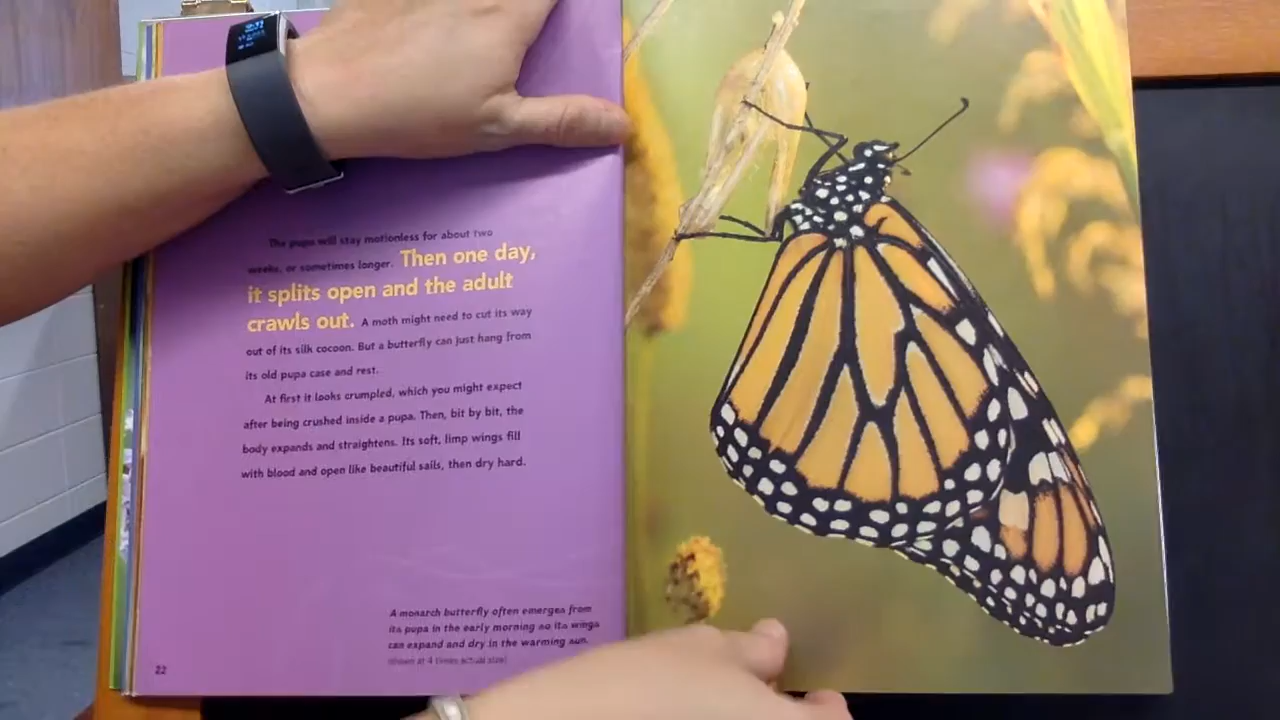 The pupa will stay motionless for about two
weeks, or sometimes longer. Then one day,
it splits open and the adult
crawls out. A moth might need to cut its way
out of its silk cocoon. But a butterfly can just hang from
its old pupa case and rest.
At first it looks crumpled, which you might expect
after being crushed inside a pupa. Then, bit by bit, the
body expands and straightens. Its soft, limp wings fill
with blood and open like beautiful sails, then dry hard.
A monarch butterfly often emerges from
its pupa in the early morning so its wings
can expand and dry in the warming sun.
(shown at 4 times actual size)
22